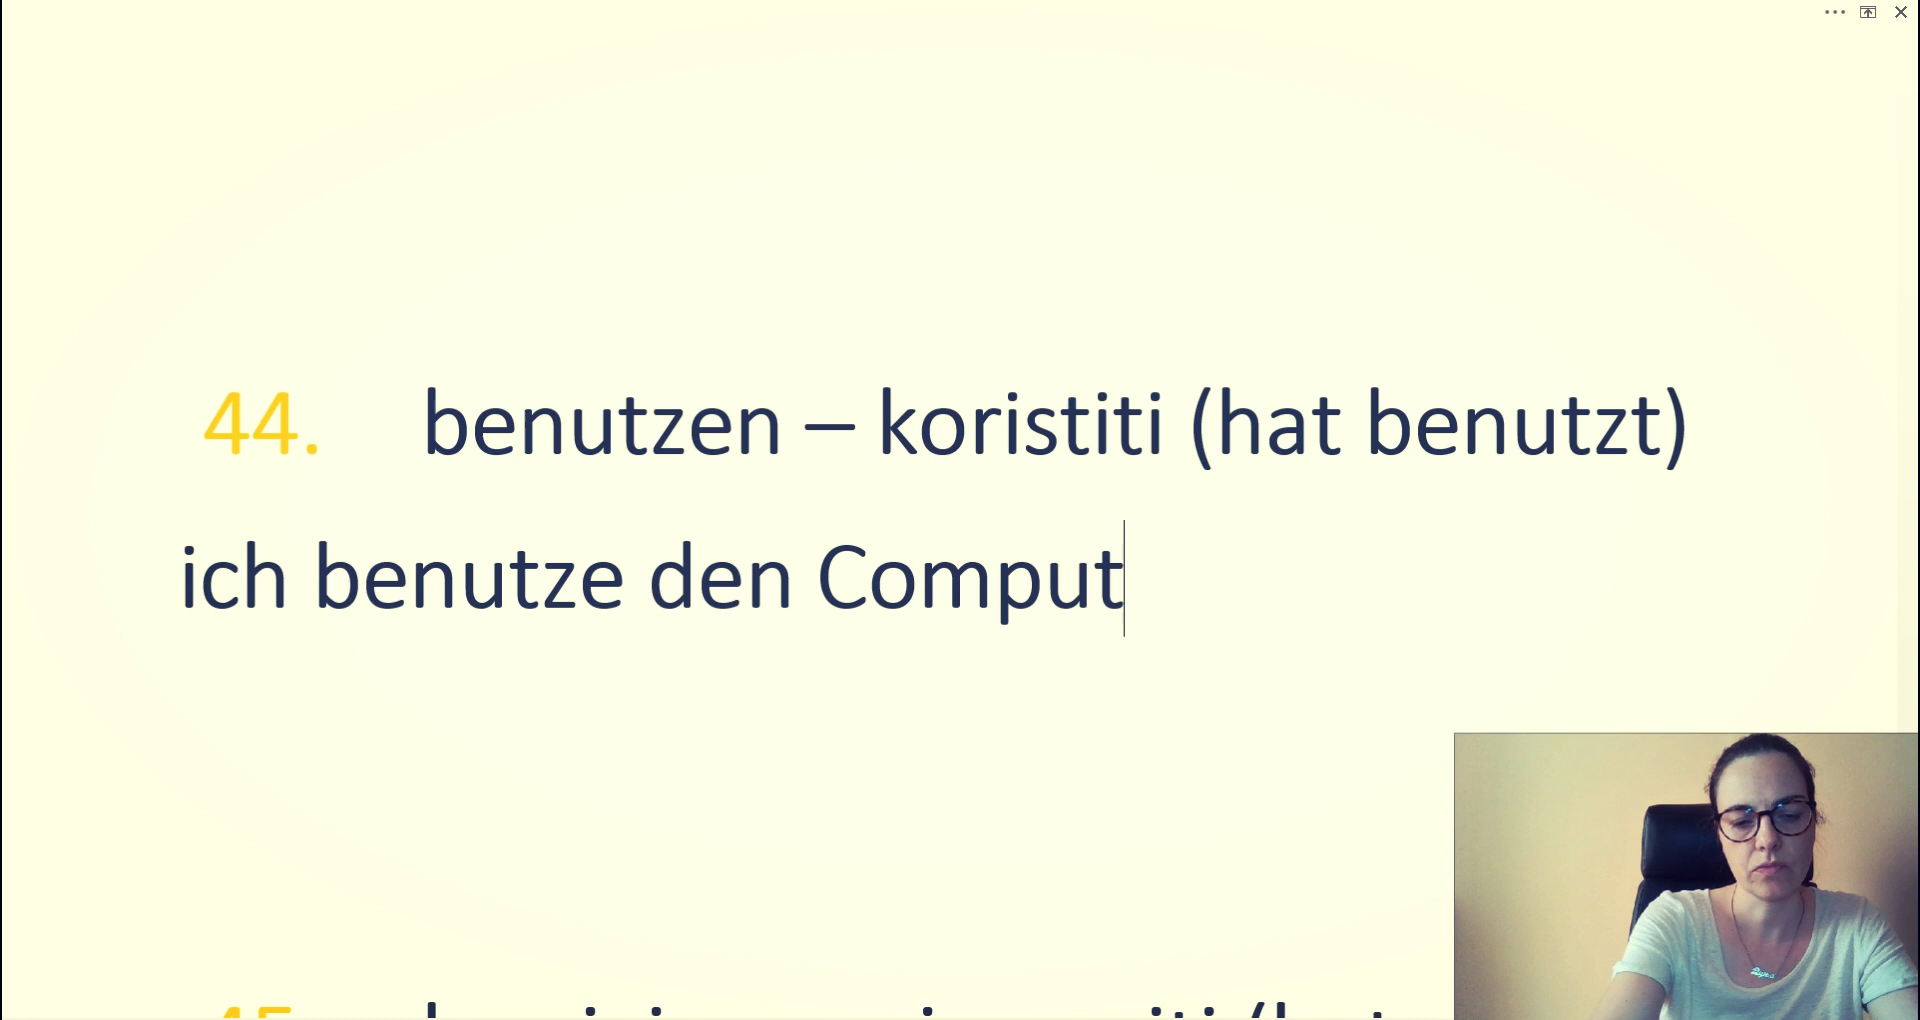 44. benutzen – koristiti (hat benutzt)
ich benutze den Comput